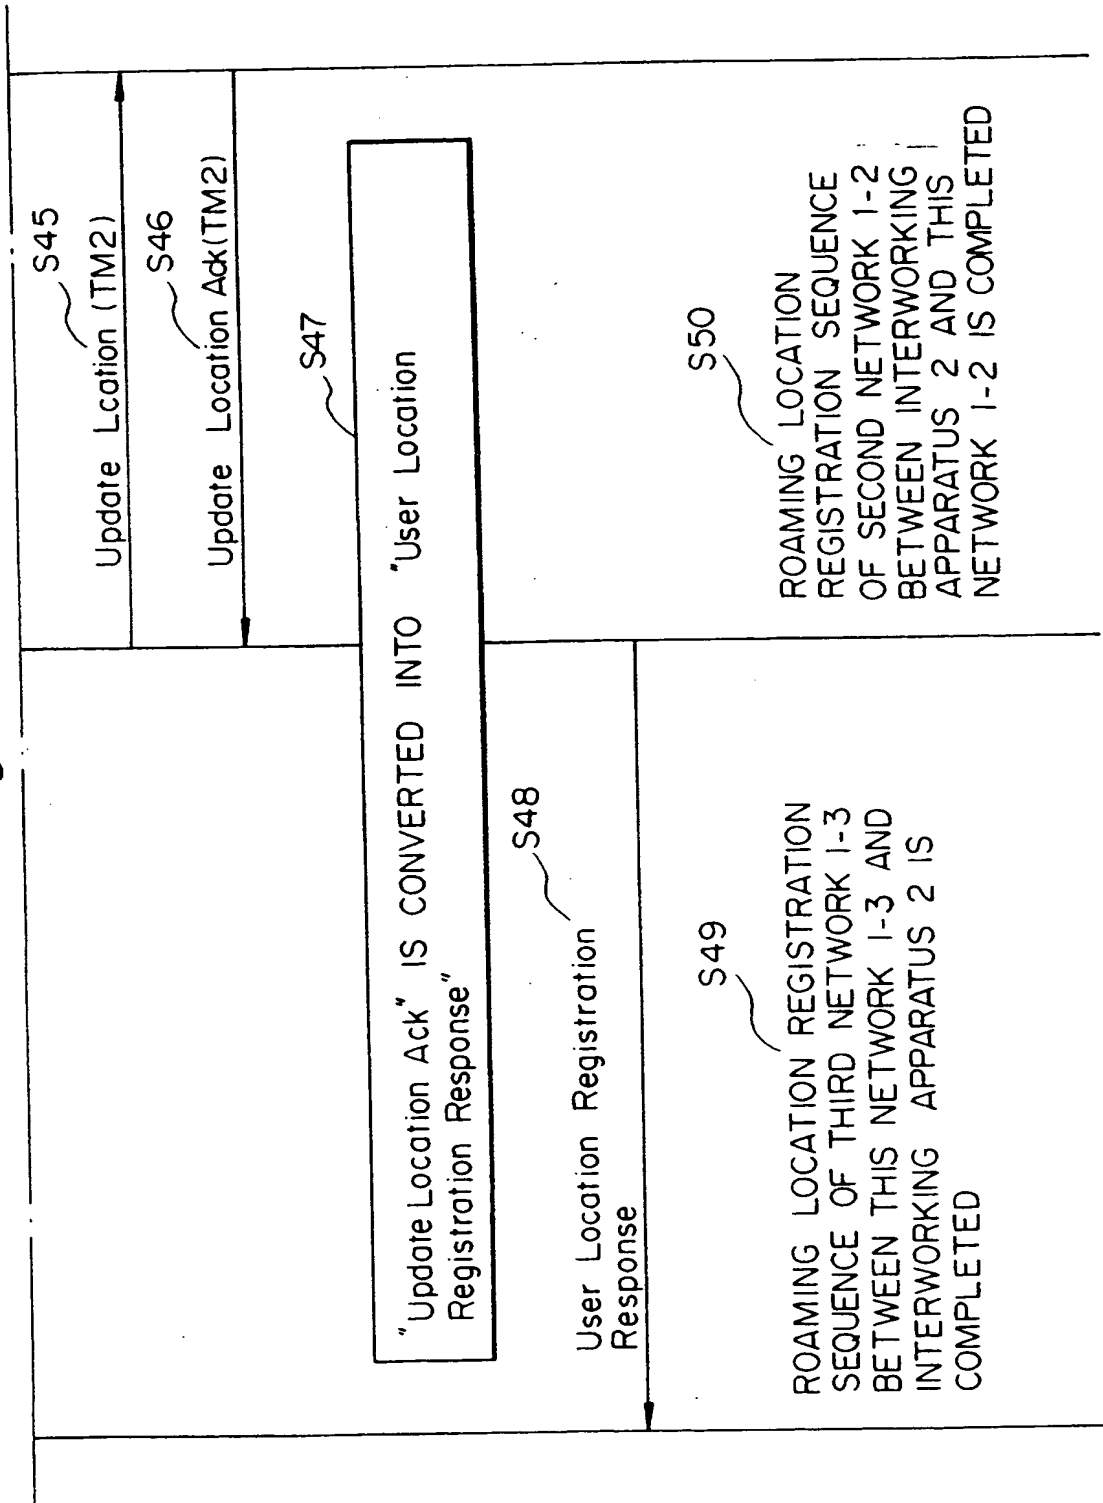 S45
Update Lcation (TM2)
S46
Update Location Ack(TM2)
S47
"Update Location Ack" IS CONVERTED INTO "User Location
Registration Response"
S48
User Location Registration
Response
S49
ROAMING LOCATION REGISTRATION
SEQUENCE OF THIRD NETWORK 1-3
BETWEEN THIS NETWORK 1-3 AND
INTERWORKING APPARATUS 2 IS
COMPLETED
S50
ROAMING LOCATION
REGISTRATION SEQUENCE
OF SECOND NETWORK 1-2
BETWEEN INTERWORKING
APPARATUS 2 AND THIS
NETWORK 1-2 IS COMPLETED